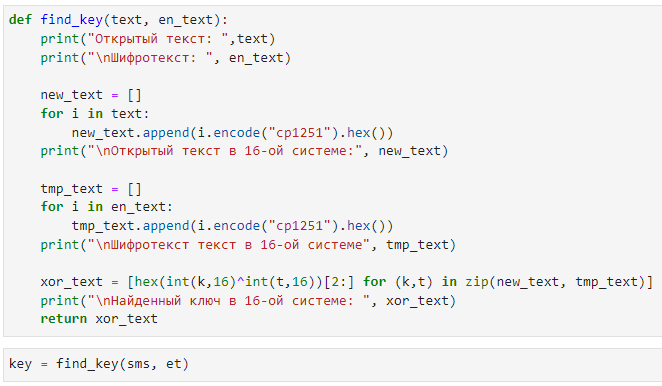 def find_key(text, en_text):
    print("Открытый текст: ",text)
    print("\nШифротекст: ", en_text)

    new_text = []
    for i in text:
        new_text.append(i.encode("cp1251").hex())
    print("\nОткрытый текст в 16-ой системе:", new_text)

    tmp_text = []
    for i in en_text:
        tmp_text.append(i.encode("cp1251").hex())
    print("\nШифротекст текст в 16-ой системе", tmp_text)

    xor_text = [hex(int(k,16)^int(t,16))[2:] for (k,t) in zip(new_text, tmp_text)]
    print("\nНайденный ключ в 16-ой системе: ", xor_text)
    return xor_text

key = find_key(sms, et)